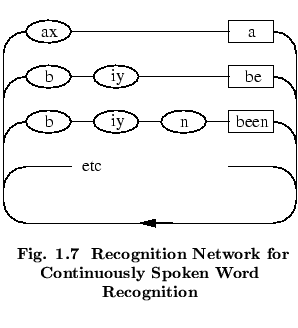 ax a
b iy be
b iy n been
etc
Fig. 1.7 Recognition Network for
Continuously Spoken Word
Recognition